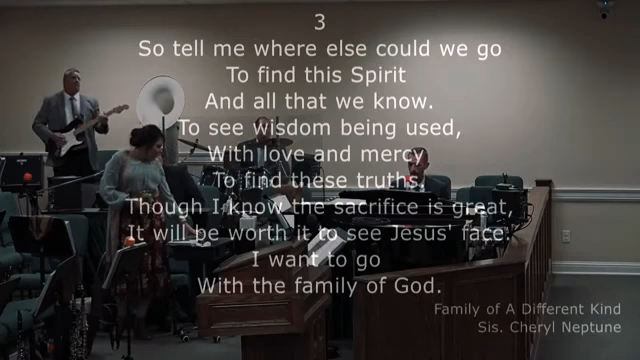 3
So tell me where else could we go
To find this Spirit
And all that we know.
To see wisdom being used,
With love and mercy
To find these truths.
Though I know the sacrifice is great,
It will be worth it to see Jesus' face.
I want to go
With the family of God.
Family of A Different Kind
Sis. Cheryl Neptune